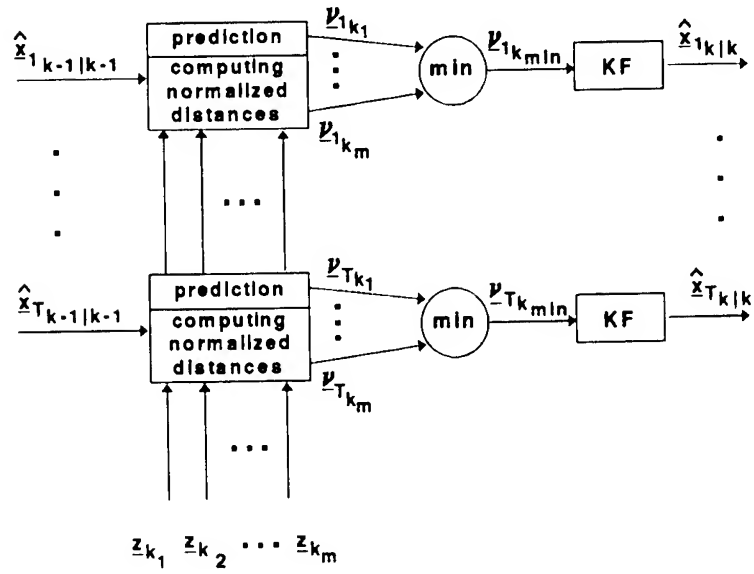 x̂₁ₖ₋₁|ₖ₋₁
prediction
computing
normalized
distances
ν₁ₖ₁
ν₁ₖₘ
min
ν₁ₖmin
KF
x̂₁ₖ|ₖ
...
x̂Tₖ₋₁|ₖ₋₁
prediction
computing
normalized
distances
νTₖ₁
νTₖₘ
min
νTₖmin
KF
x̂Tₖ|ₖ
...
zₖ₁ zₖ₂ ... zₖₘ